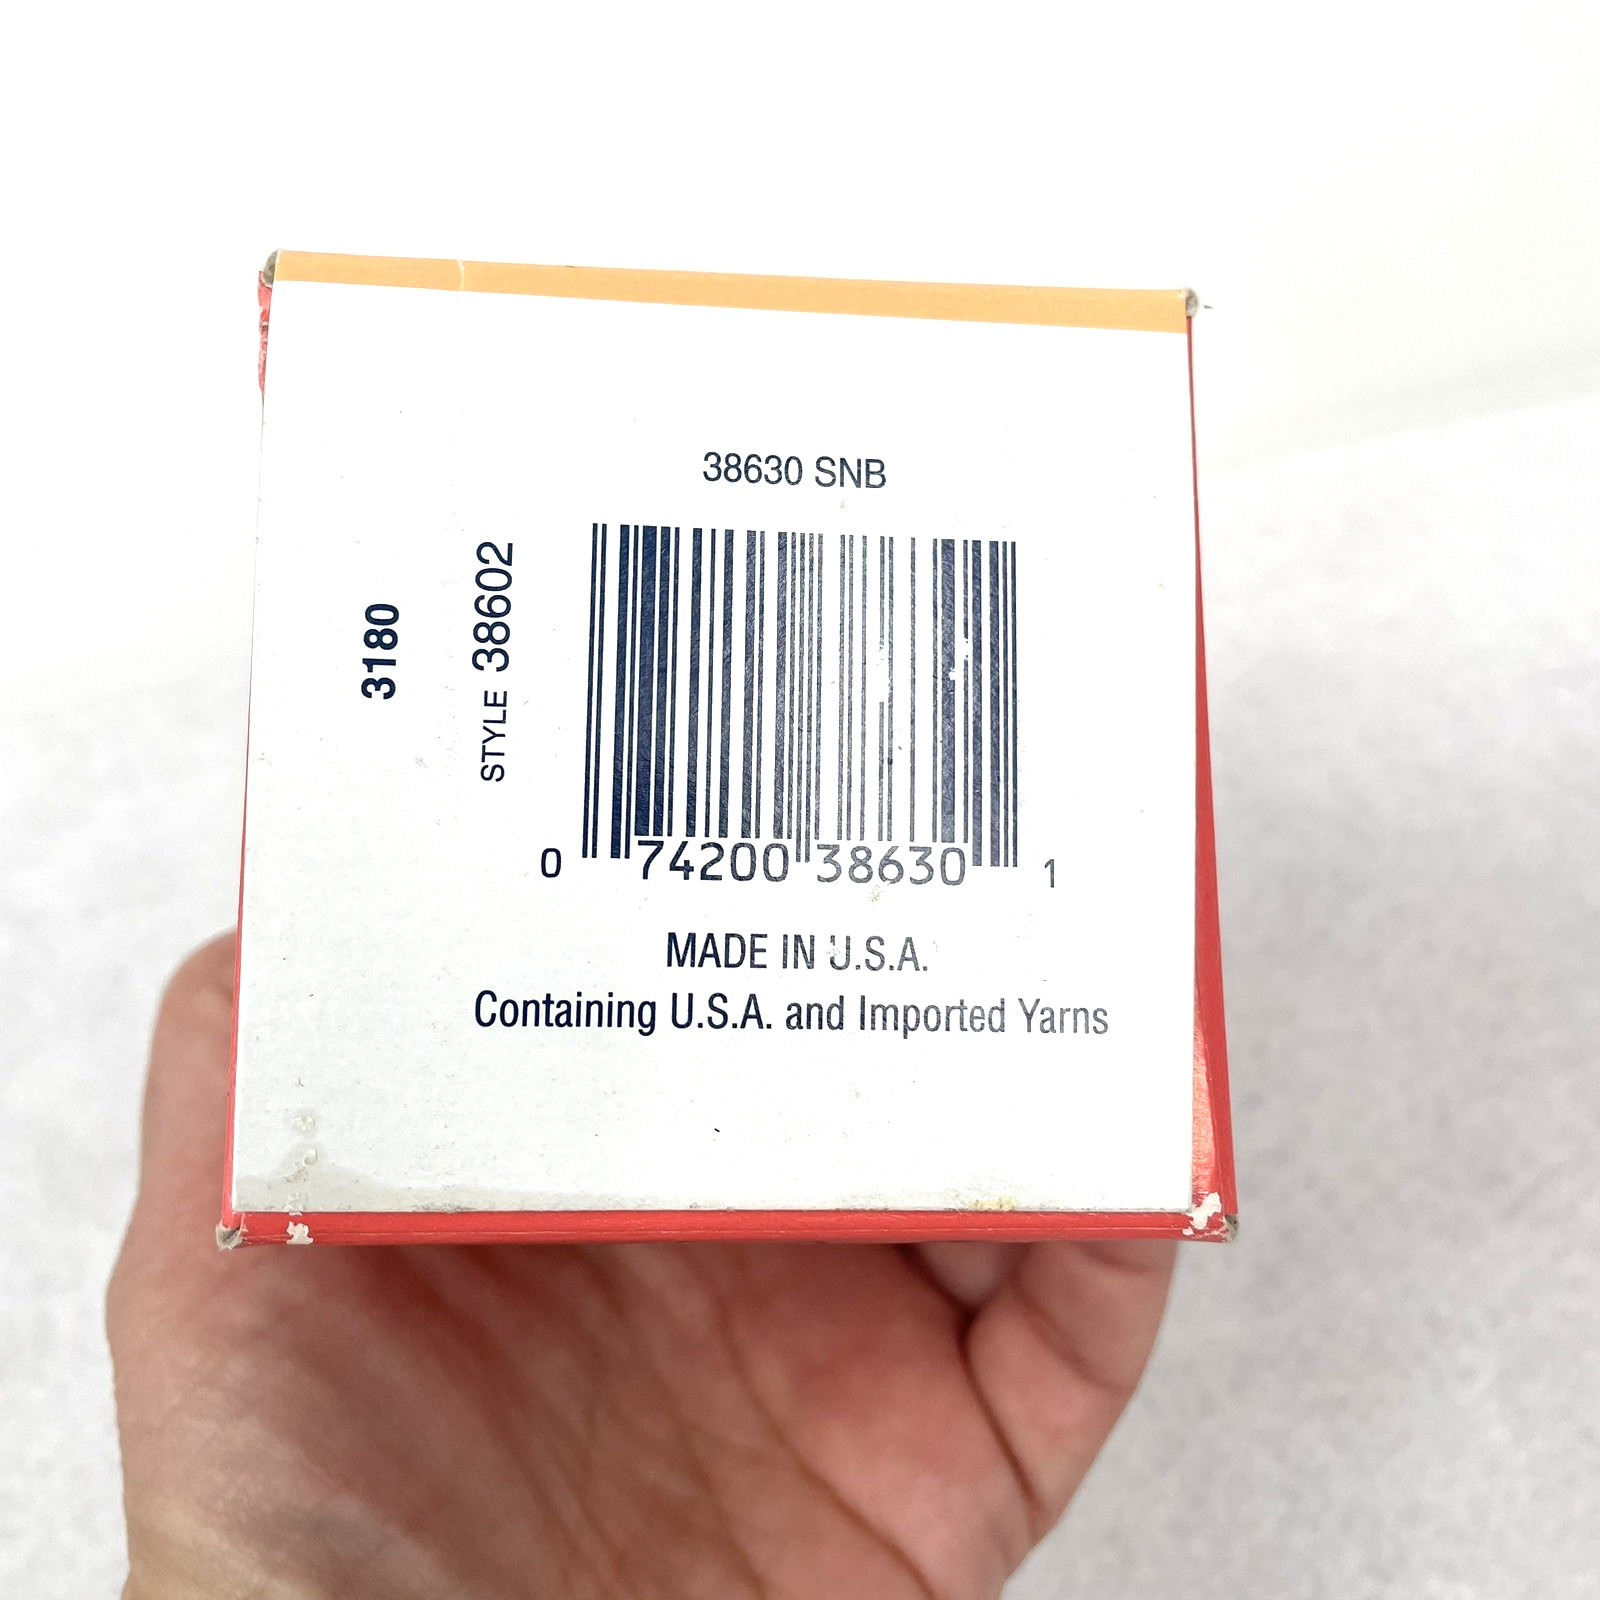 38630 SNB
3180
STYLE 38602
0 74200 38630 1
MADE IN U.S.A.
Containing U.S.A. and Imported Yarns